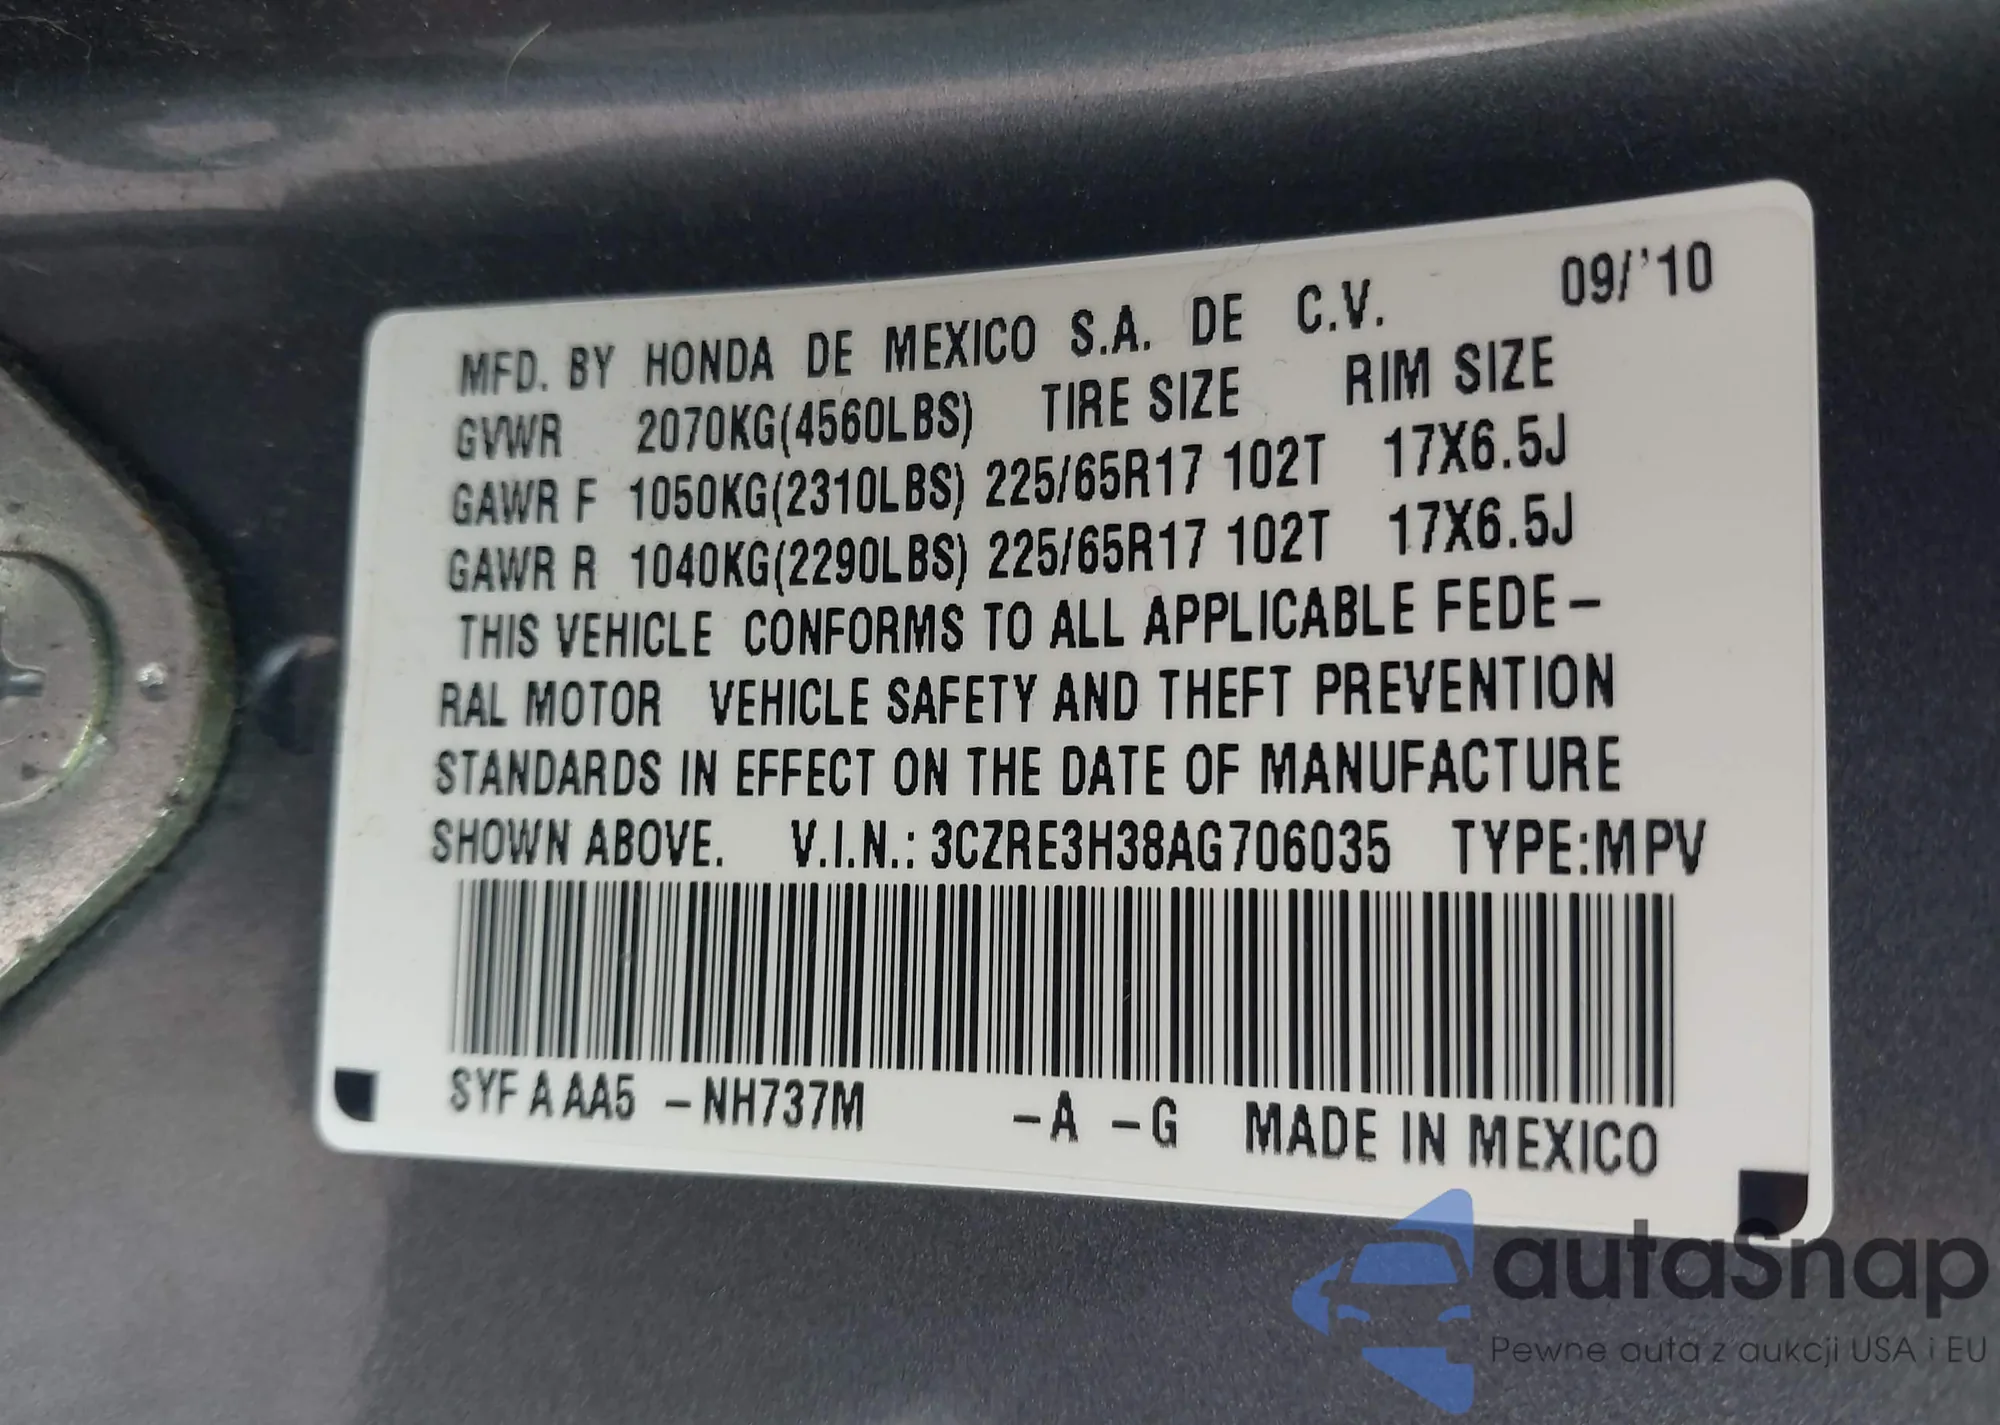 09/'10
MFD. BY HONDA DE MEXICO S.A. DE C.V.
GVWR 2070KG(4560LBS) TIRE SIZE RIM SIZE
GAWR F 1050KG(2310LBS) 225/65R17 102T 17X6.5J
GAWR R 1040KG(2290LBS) 225/65R17 102T 17X6.5J
THIS VEHICLE CONFORMS TO ALL APPLICABLE FEDE-
RAL MOTOR VEHICLE SAFETY AND THEFT PREVENTION
STANDARDS IN EFFECT ON THE DATE OF MANUFACTURE
SHOWN ABOVE. V.I.N.: 3CZRE3H38AG706035 TYPE:MPV
SYF A AA5 -NH737M -A -G MADE IN MEXICO
autaSnap
Pewne auta z aukcji USA i EU